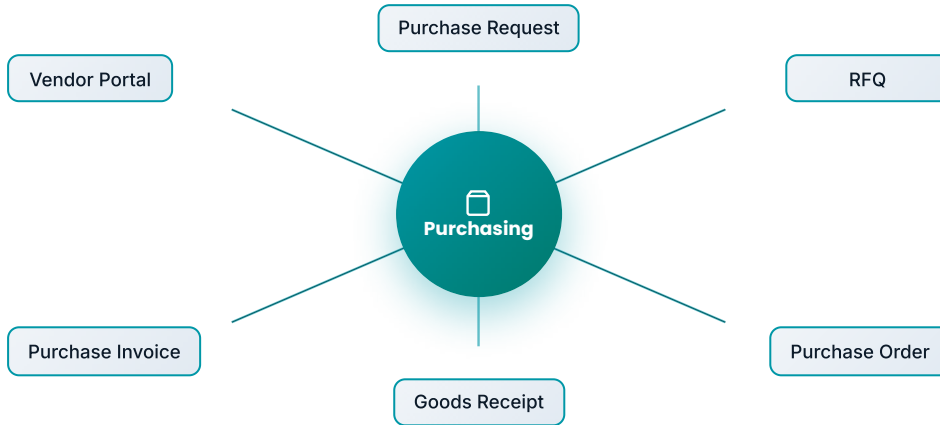 Purchase Request
Vendor Portal
RFQ
Purchasing
Purchase Invoice
Purchase Order
Goods Receipt